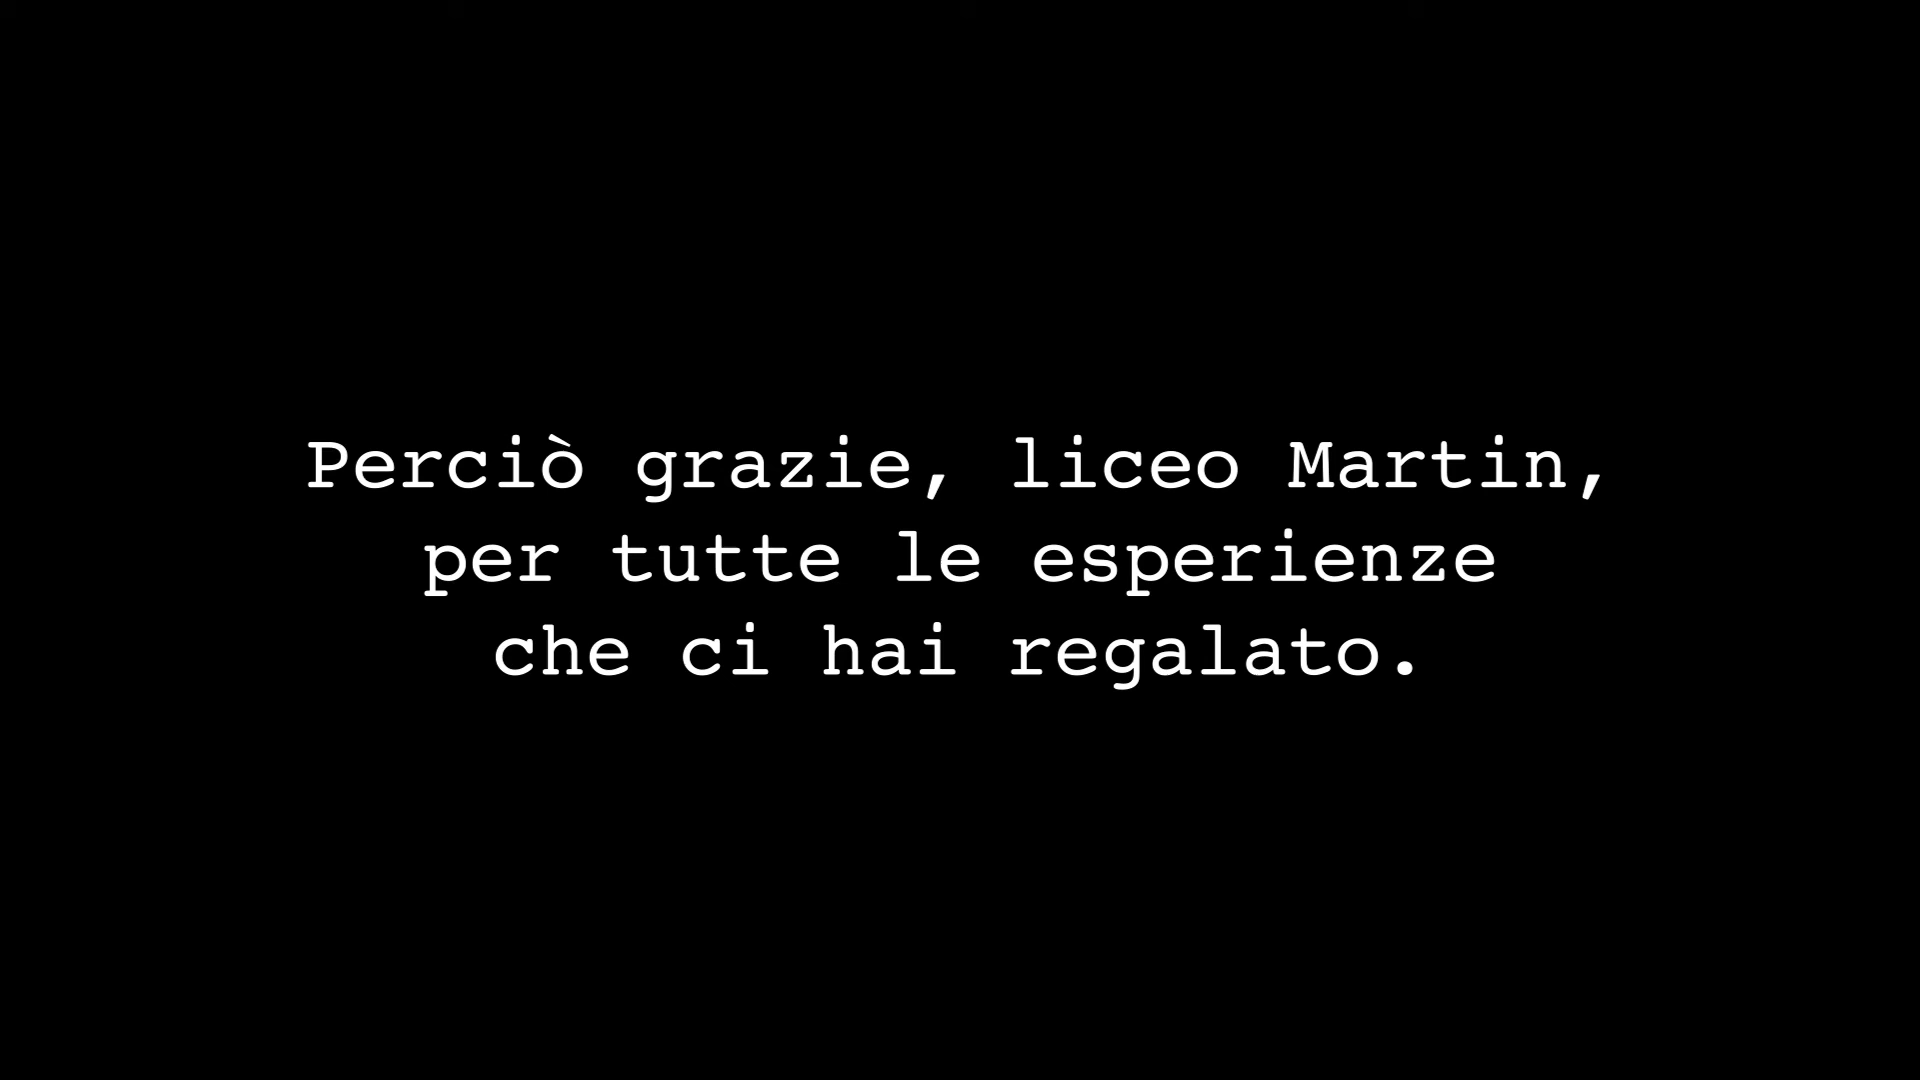 Perciò grazie, liceo Martin,
per tutte le esperienze
che ci hai regalato.